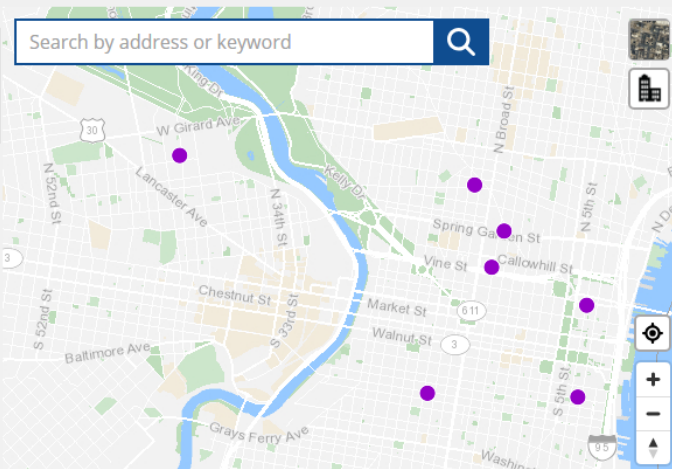 Search by address or keyword
King Dr
30
W Girard Ave
N Broad St
N 52nd St
Lancaster Ave
Kelly Dr
N 34th St
N 5th St
Spring Garden St
3
Vine St
Callowhill St
Chestnut St
Market St
611
S 52nd St
S 33rd St
Walnut St
3
Baltimore Ave
S 5th St
Grays Ferry Ave
95